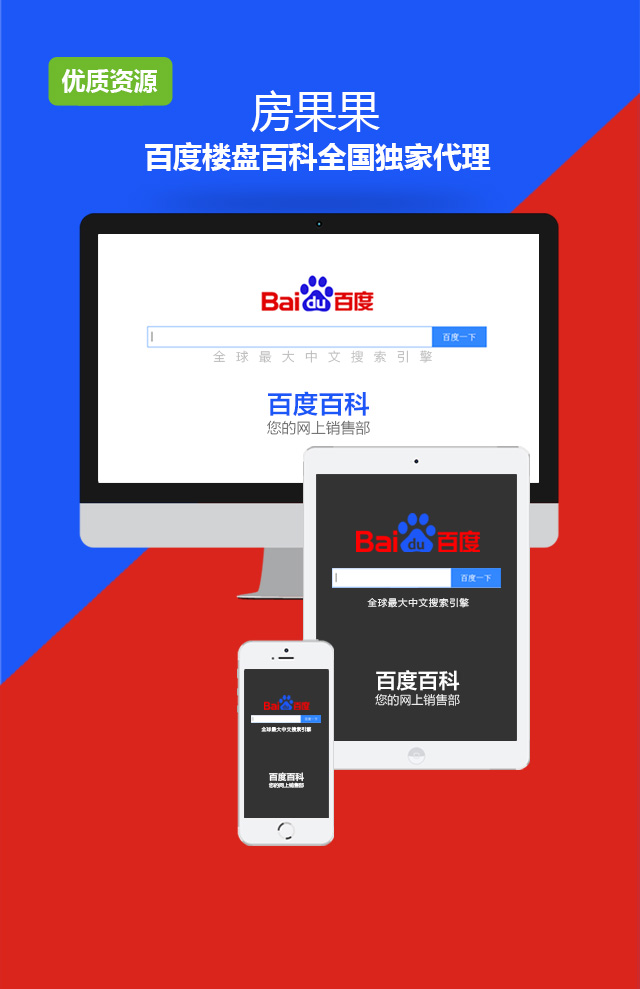 优质资源
房果果
百度楼盘百科全国独家代理
Bai du 百度
百度一下
全球最大中文搜索引擎
百度百科
您的网上销售部
Bai du 百度
百度一下
全球最大中文搜索引擎
百度百科
您的网上销售部
Bai du 百度
百度一下
全球最大中文搜索引擎
百度百科
您的网上销售部